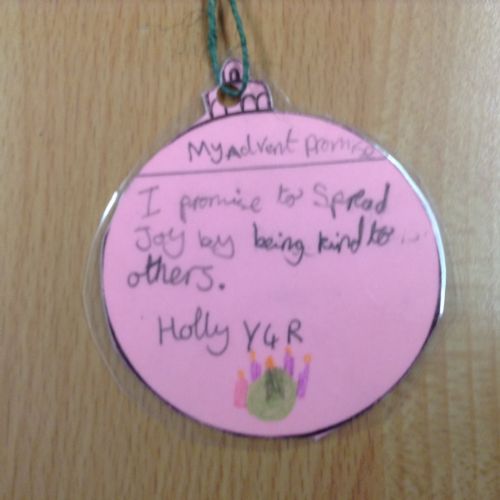 My Advent promise
I promise to Spread
Joy by being kind to
others.
Holly Y4R